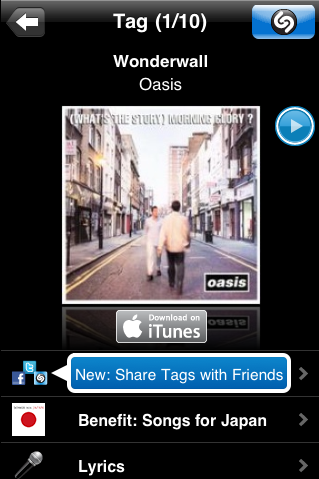 Tag (1/10)
Wonderwall
Oasis
(WHAT'S THE STORY) MORNING GLORY ?
oasis
Download on
iTunes
New: Share Tags with Friends
Benefit: Songs for Japan
Lyrics